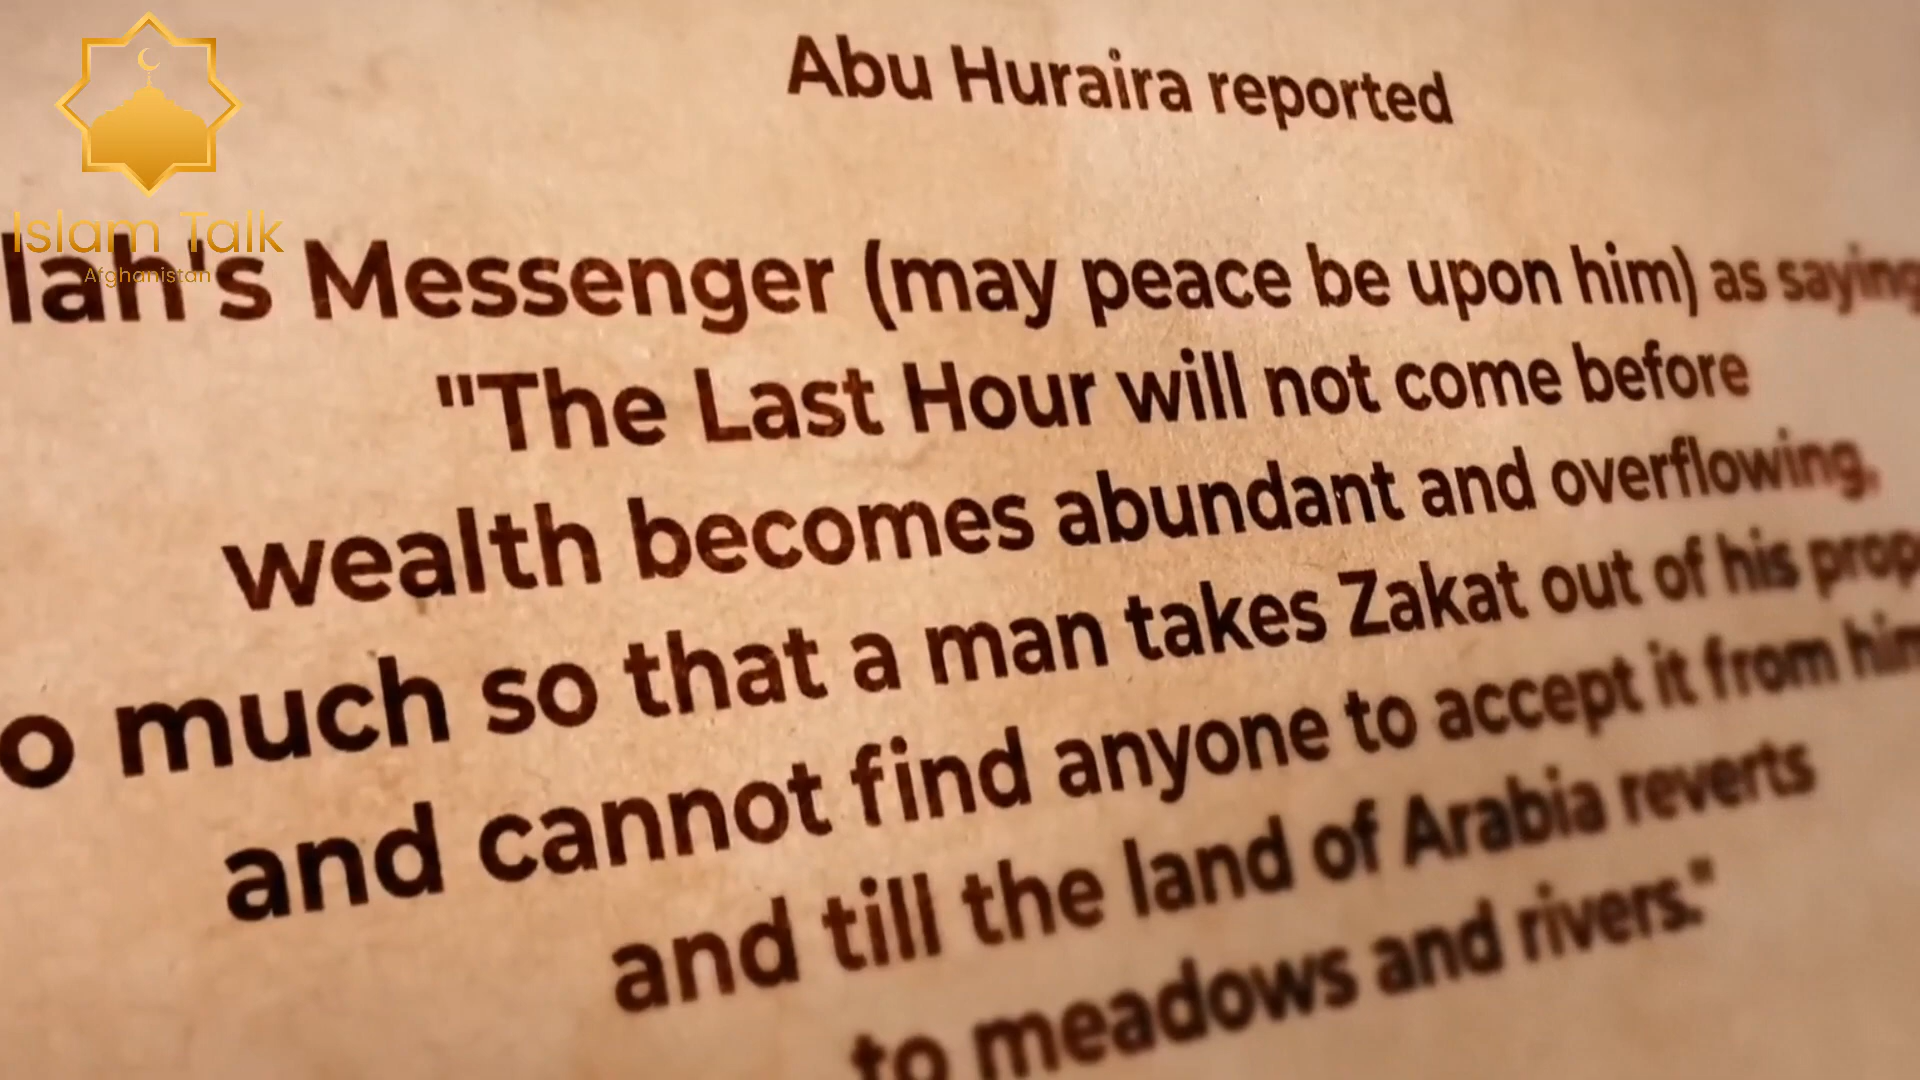 Islam Talk
Afghanistan
Abu Huraira reported
lah's Messenger (may peace be upon him) as saying
"The Last Hour will not come before
wealth becomes abundant and overflowing,
o much so that a man takes Zakat out of his prop
and cannot find anyone to accept it from him
and till the land of Arabia reverts
to meadows and rivers."